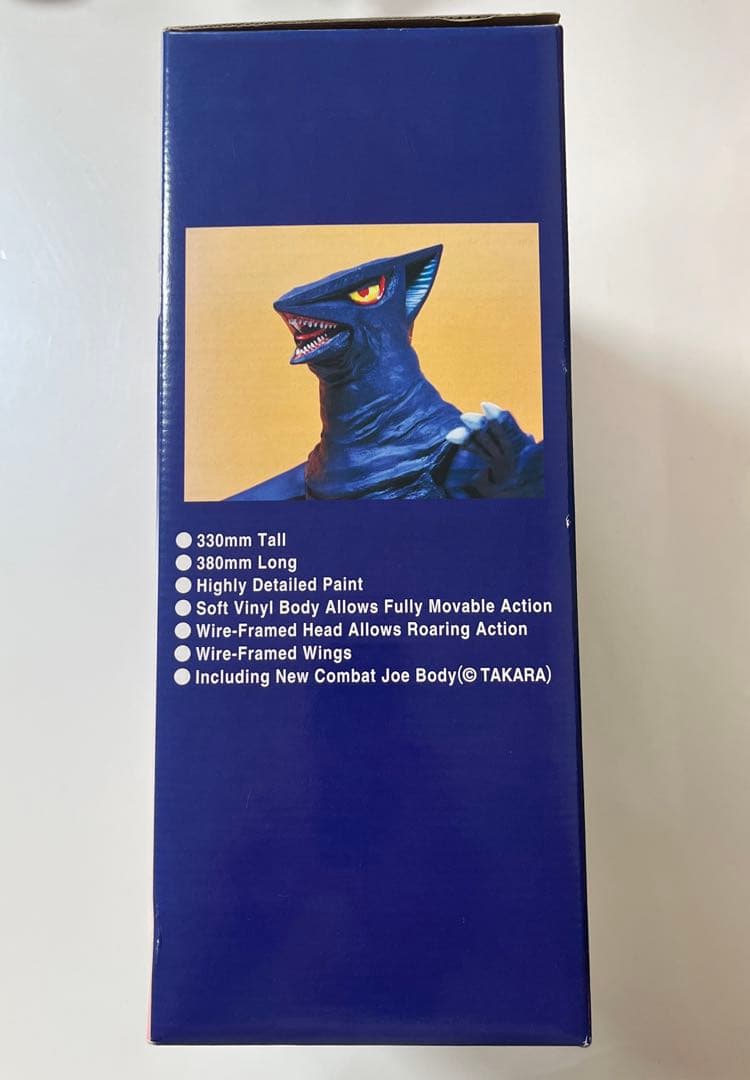 ● 330mm Tall
● 380mm Long
● Highly Detailed Paint
● Soft Vinyl Body Allows Fully Movable Action
● Wire-Framed Head Allows Roaring Action
● Wire-Framed Wings
● Including New Combat Joe Body(© TAKARA)